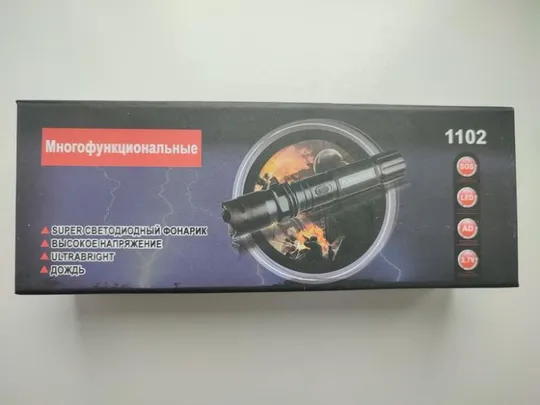 Многофункциональные
1102
SOS
LED
AD
3.7V
SUPER СВЕТОДИОДНЫЙ ФОНАРИК
ВЫСОКОЕ НАПРЯЖЕНИЕ
ULTRABRIGHT
ДОЖДЬ